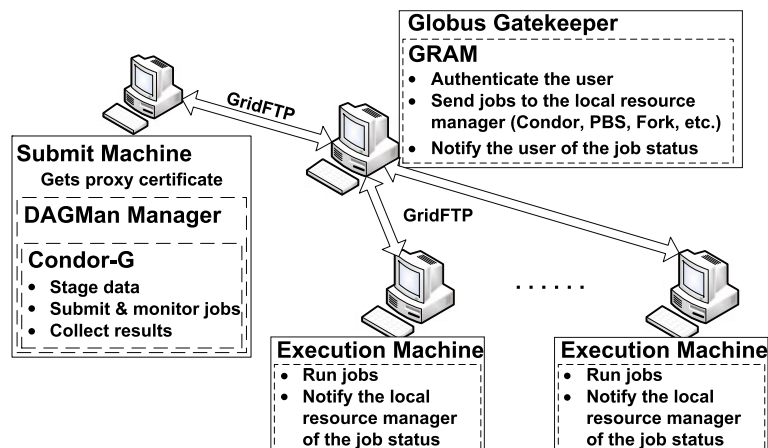 Globus Gatekeeper
GRAM
• Authenticate the user
• Send jobs to the local resource
manager (Condor, PBS, Fork, etc.)
• Notify the user of the job status
GridFTP
Submit Machine
Gets proxy certificate
DAGMan Manager
Condor-G
• Stage data
• Submit & monitor jobs
• Collect results
GridFTP
. . . . . .
Execution Machine
• Run jobs
• Notify the local
resource manager
of the job status
Execution Machine
• Run jobs
• Notify the local
resource manager
of the job status